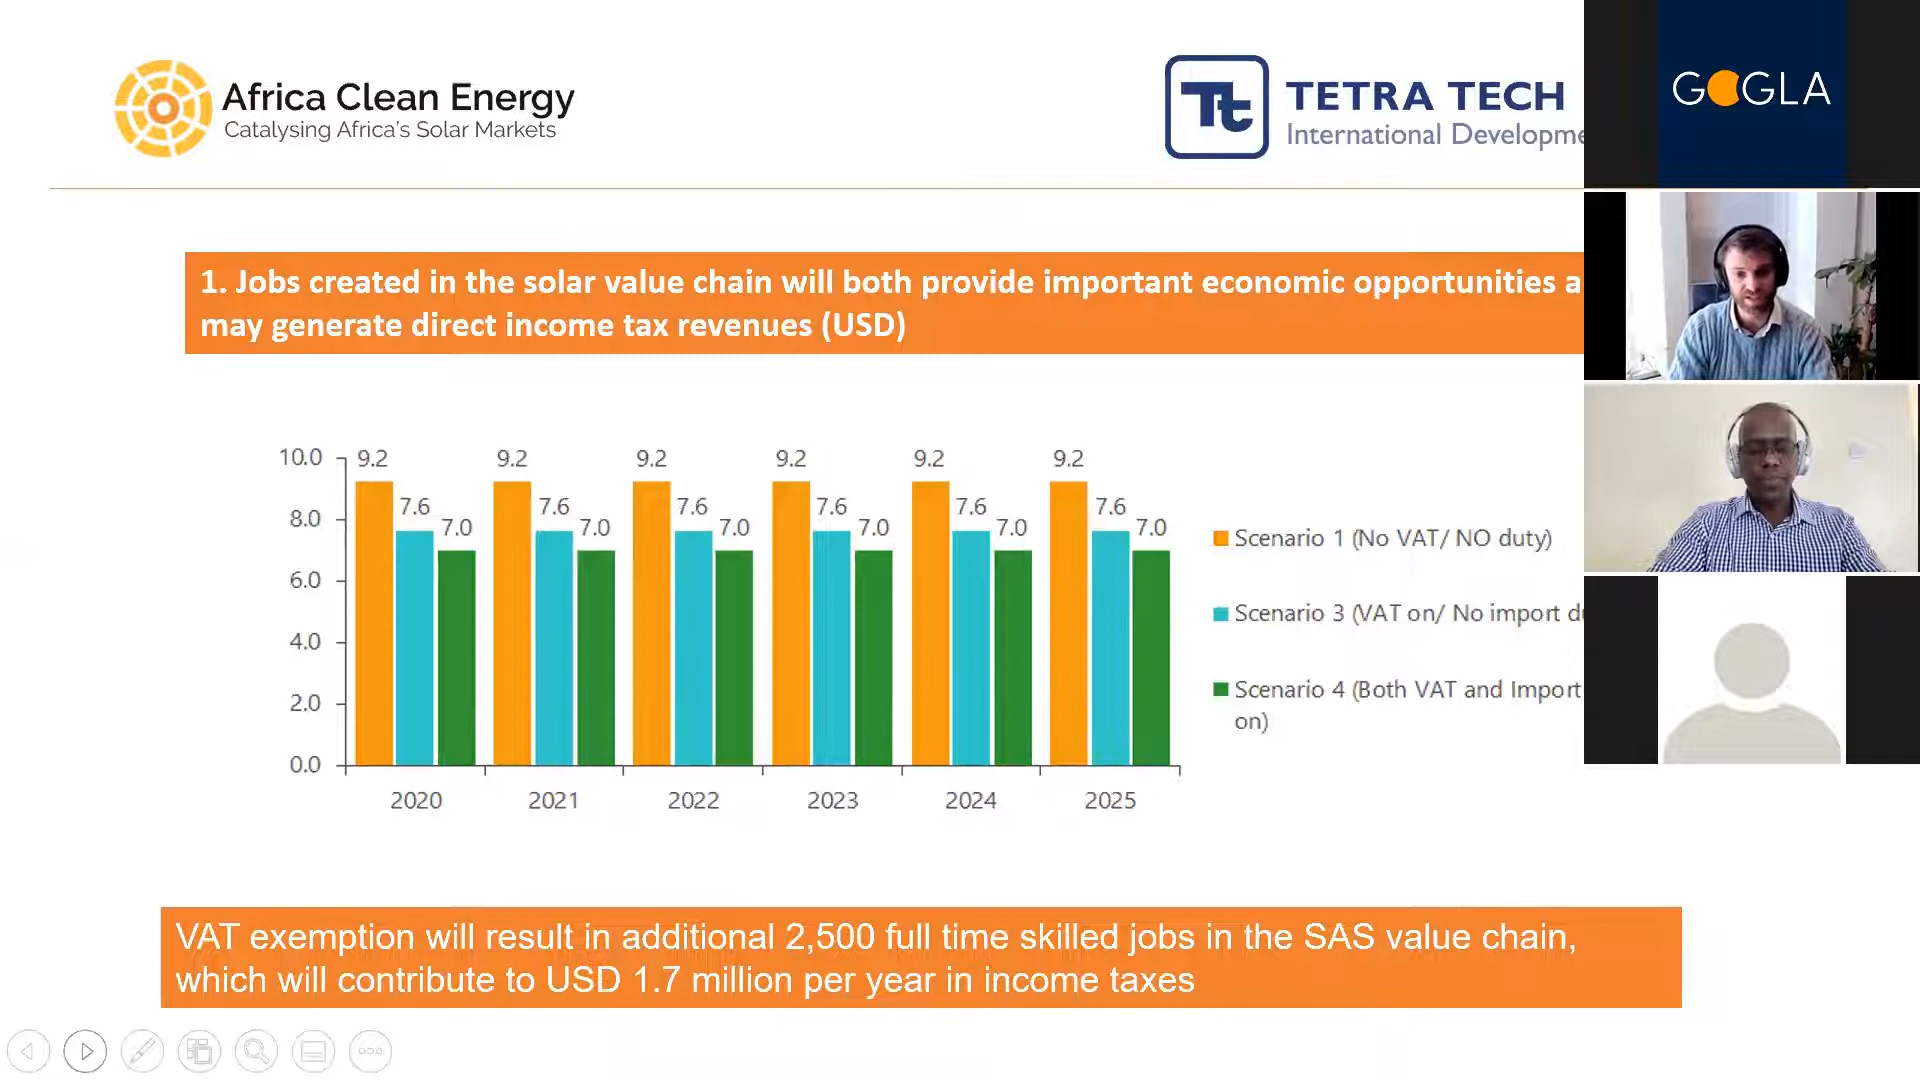 Africa Clean Energy
Catalysing Africa's Solar Markets
Tt
TETRA TECH
International Developme
GOGLA
1. Jobs created in the solar value chain will both provide important economic opportunities a
may generate direct income tax revenues (USD)
10.0
8.0
6.0
4.0
2.0
0.0
9.2 7.6 7.0
9.2 7.6 7.0
9.2 7.6 7.0
9.2 7.6 7.0
9.2 7.6 7.0
9.2 7.6 7.0
2020 2021 2022 2023 2024 2025
Scenario 1 (No VAT/ NO duty)
Scenario 3 (VAT on/ No import d
Scenario 4 (Both VAT and Import
on)
VAT exemption will result in additional 2,500 full time skilled jobs in the SAS value chain,
which will contribute to USD 1.7 million per year in income taxes